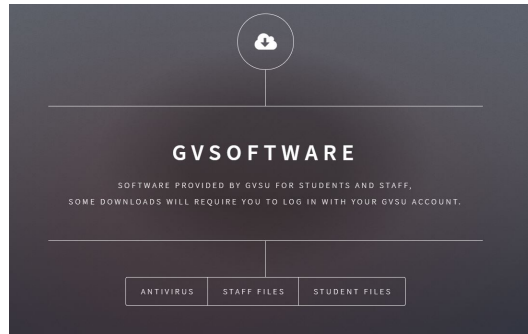 GVSOFTWARE
SOFTWARE PROVIDED BY GVSU FOR STUDENTS AND STAFF,
SOME DOWNLOADS WILL REQUIRE YOU TO LOG IN WITH YOUR GVSU ACCOUNT.
ANTIVIRUS STAFF FILES STUDENT FILES